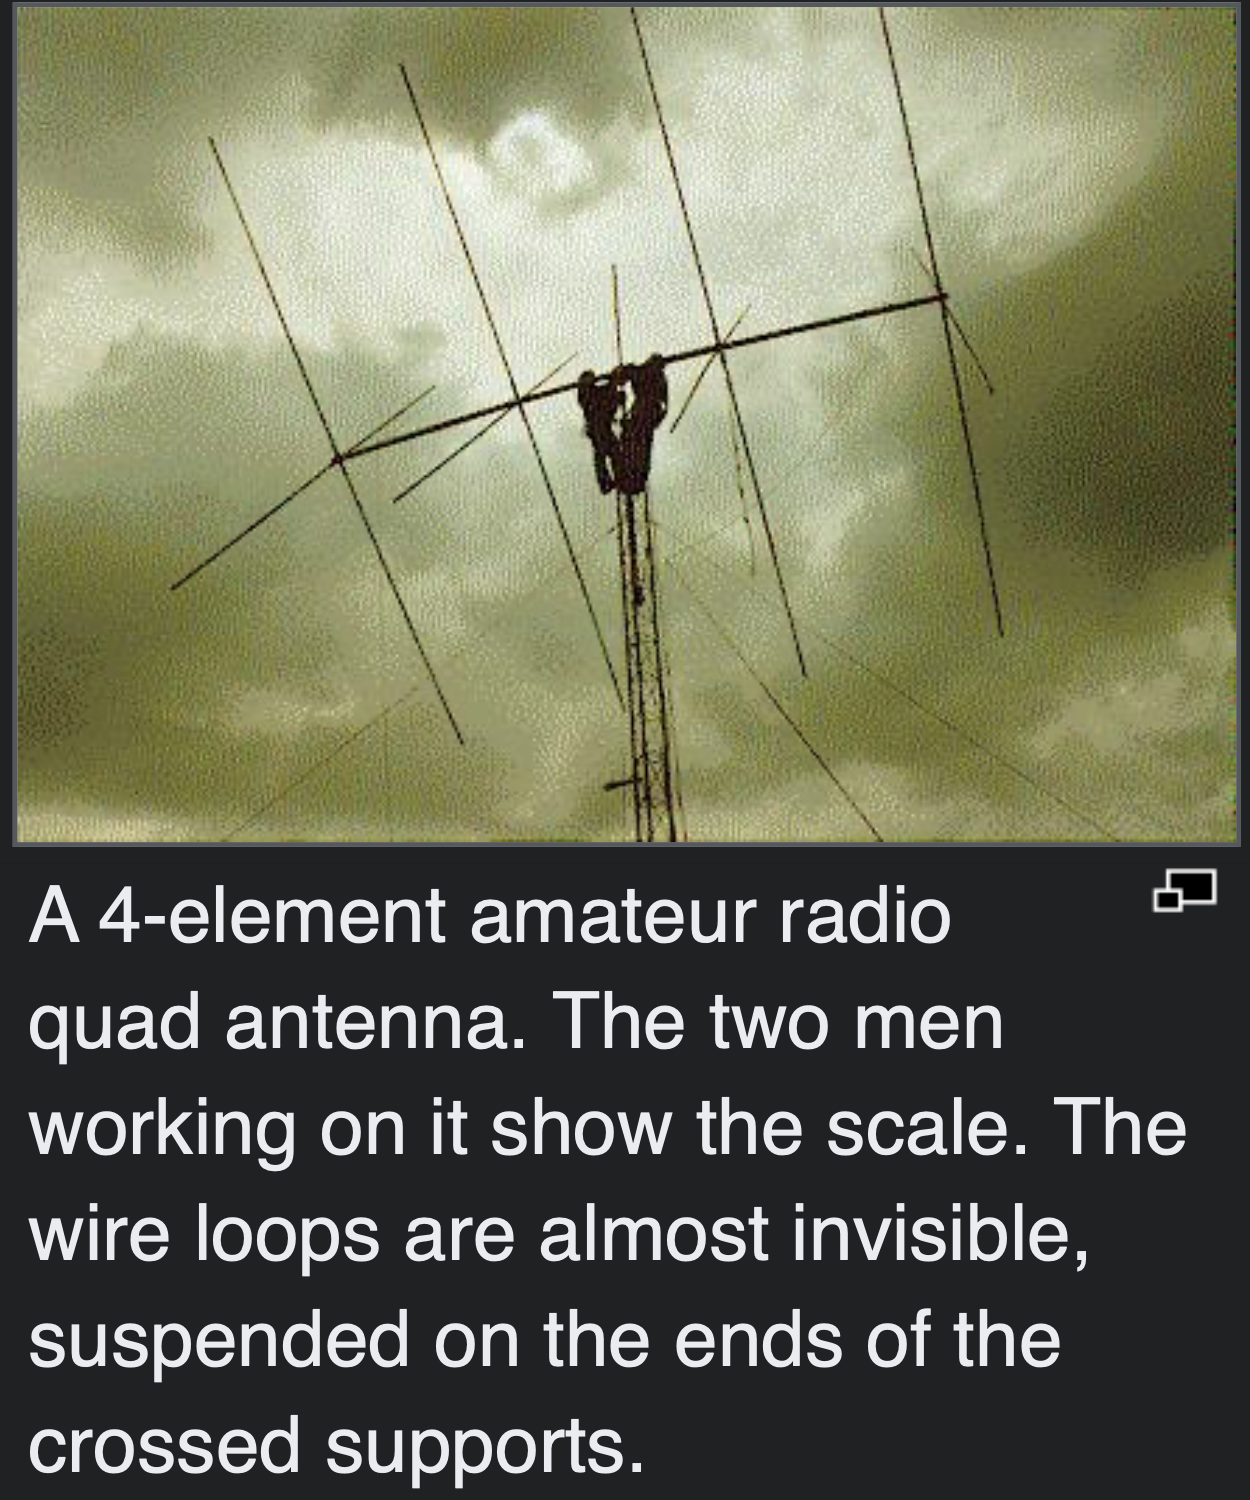 A 4-element amateur radio
quad antenna. The two men
working on it show the scale. The
wire loops are almost invisible,
suspended on the ends of the
crossed supports.